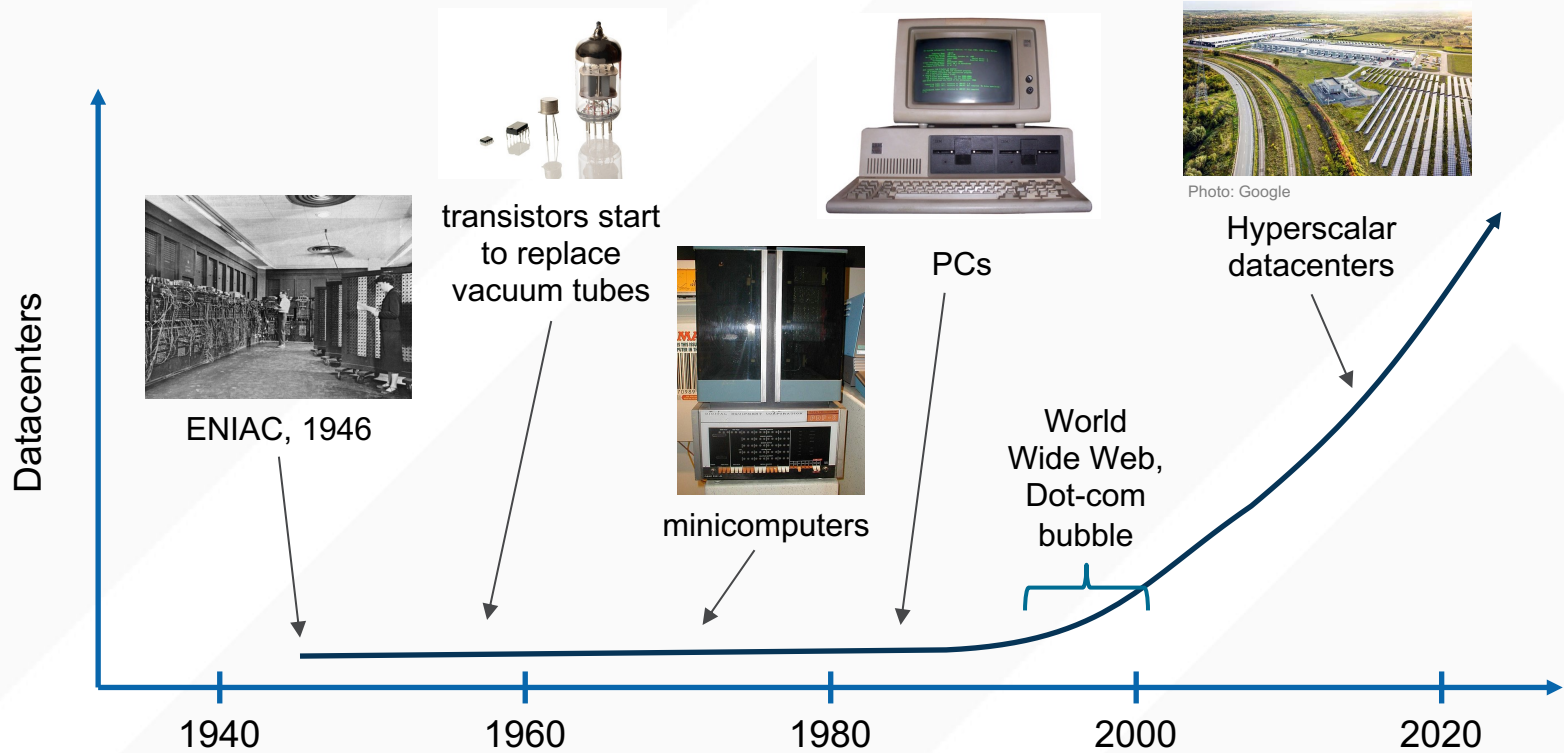 Photo: Google
transistors start
to replace
vacuum tubes
PCs
Hyperscalar
datacenters
ENIAC, 1946
minicomputers
World
Wide Web,
Dot-com
bubble
Datacenters
1940
1960
1980
2000
2020